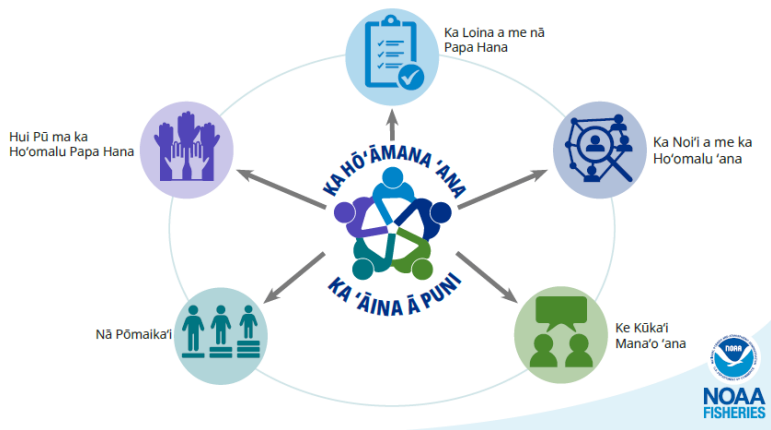 Ka Loina a me nā
Papa Hana
Hui Pū ma ka
Hoʻomalu Papa Hana
Ka Noiʻi a me ka
Hoʻomalu ʻana
KA HŌʻĀMANA ʻANA
KA ʻĀINA Ā PUNI
Nā Pōmaikaʻi
Ke Kūkaʻi
Manaʻo ʻana
NOAA
NOAA
FISHERIES